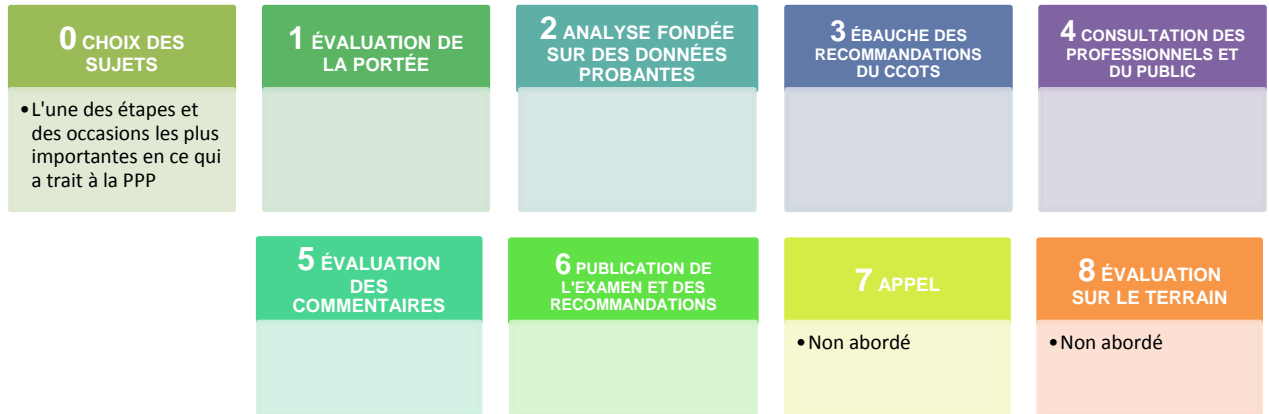 0 CHOIX DES
SUJETS
•L'une des étapes et
des occasions les plus
importantes en ce qui
a trait à la PPP
1 ÉVALUATION DE
LA PORTÉE
2 ANALYSE FONDÉE
SUR DES DONNÉES
PROBANTES
3 ÉBAUCHE DES
RECOMMANDATIONS
DU CCOTS
4 CONSULTATION DES
PROFESSIONNELS ET
DU PUBLIC
5 ÉVALUATION
DES
COMMENTAIRES
6 PUBLICATION DE
L'EXAMEN ET DES
RECOMMANDATIONS
7 APPEL
•Non abordé
8 ÉVALUATION
SUR LE TERRAIN
•Non abordé